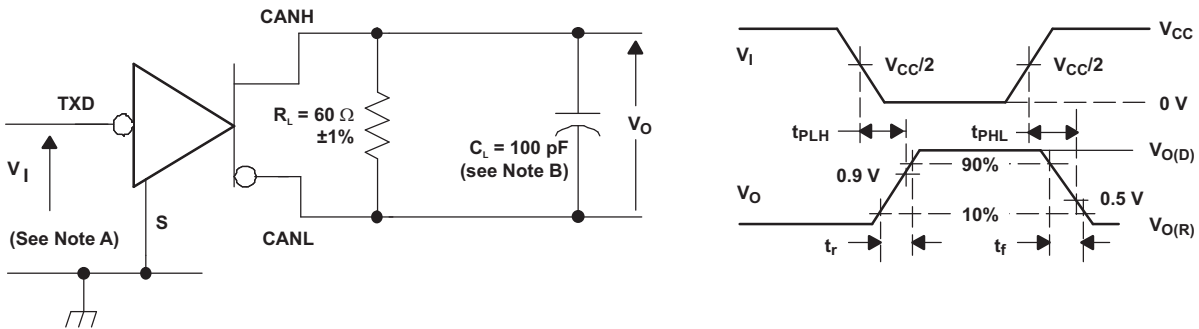 CANH
TXD
R_L = 60 Ω
±1%
C_L = 100 pF
(see Note B)
V_O
V_I
S
(See Note A)
CANL
V_I
V_CC
V_CC/2
V_CC/2
0 V
t_PLH
t_PHL
V_O(D)
90%
0.9 V
V_O
0.5 V
10%
V_O(R)
t_r
t_f